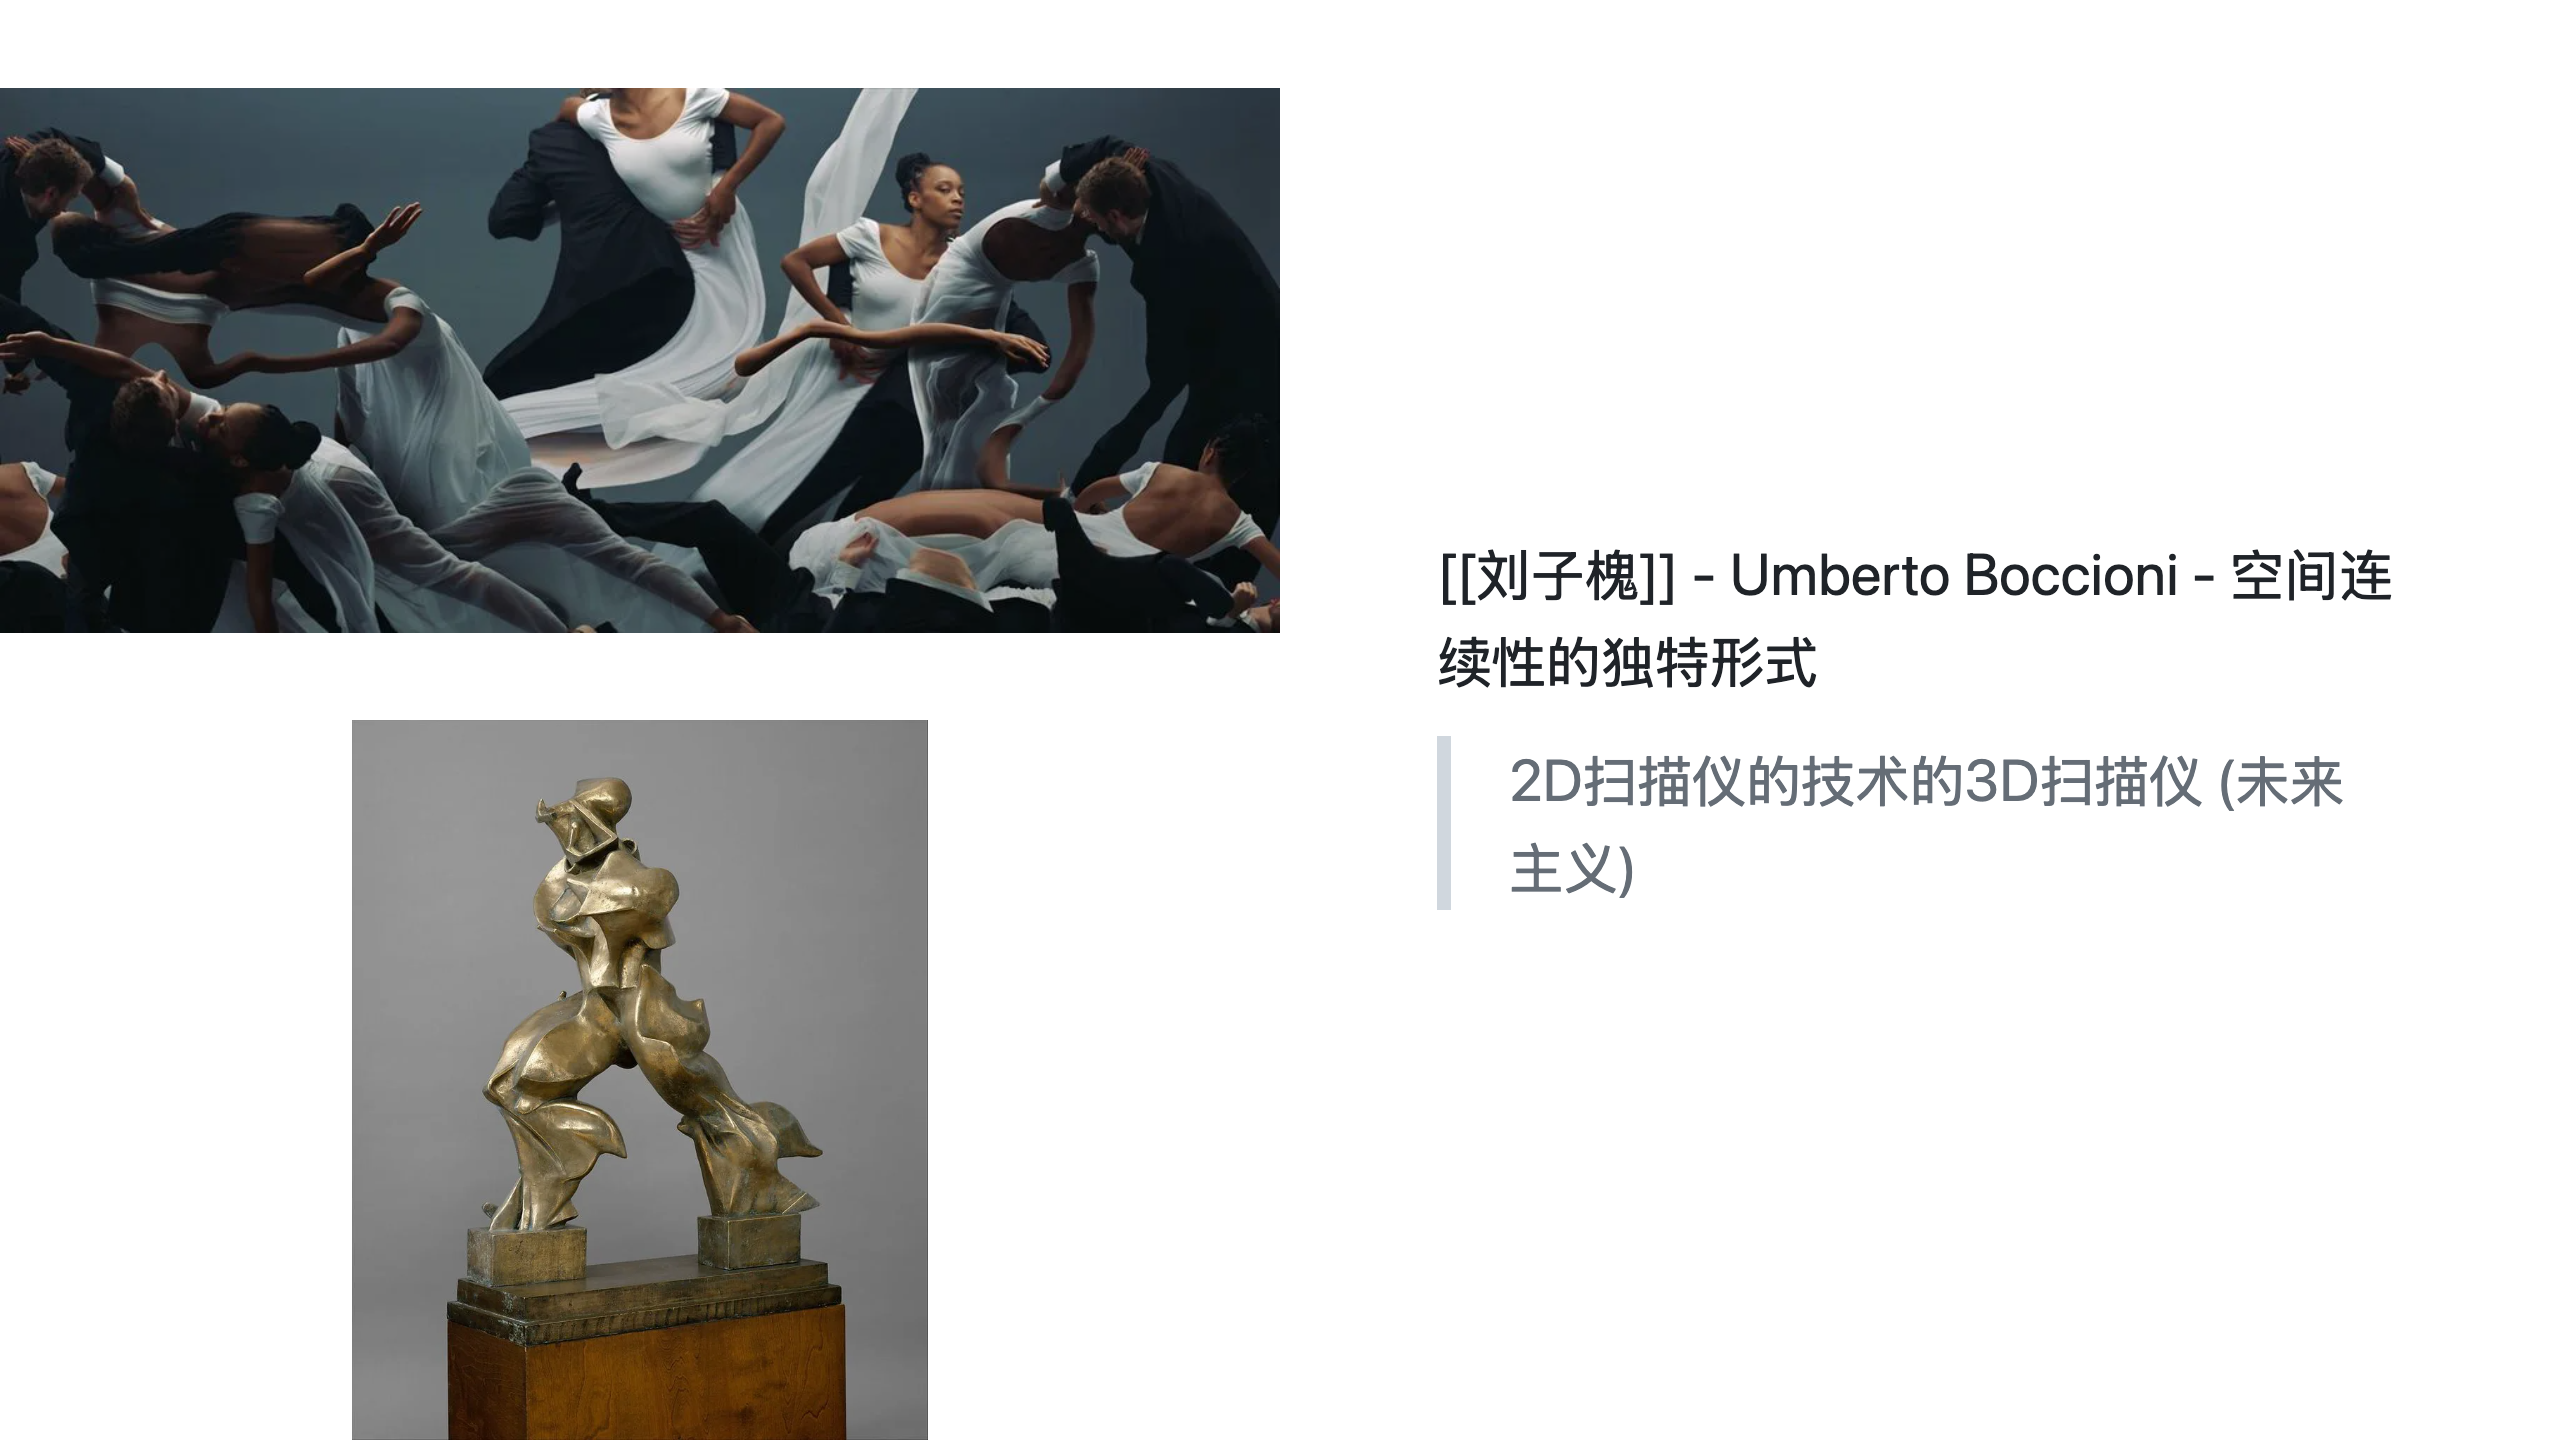 [[刘子槐]] - Umberto Boccioni - 空间连
续性的独特形式
2D扫描仪的技术的3D扫描仪 (未来
主义)